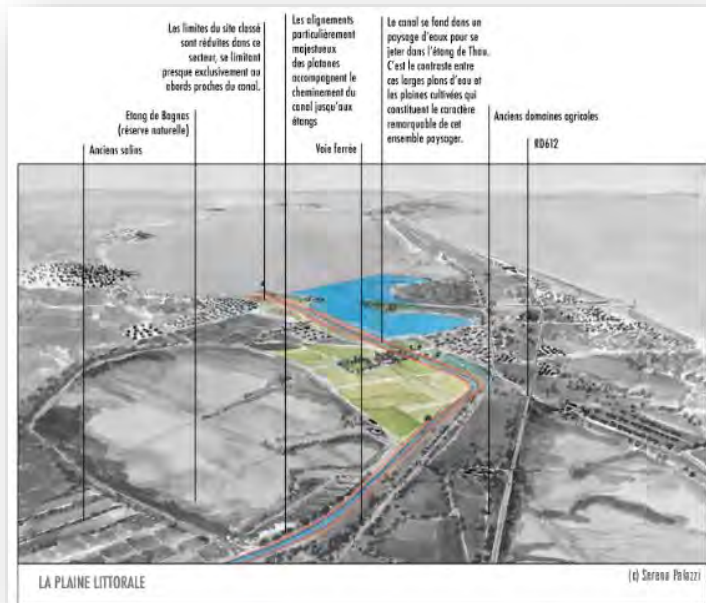 Les limites du site classé
sont réduites dans ce
secteur, se limitant
presque exclusivement au
abords proches du canal.
Les alignements
particulièrement
majestueux
des platanes
accompagnent le
cheminement du
canal jusqu'aux
étangs
Le canal se fond dans un
paysage d'eaux pour se
jeter dans l'étang de Thau.
C'est le contraste entre
ces larges plans d'eau et
les plaines cultivées qui
constituent le caractère
remarquable de cet
ensemble paysager.
Etang de Bagnas
(réserve naturelle)
Anciens domaines agricoles
Anciens salins
Voie ferrée
RD612
LA PLAINE LITTORALE
(c) Serena Palazzi